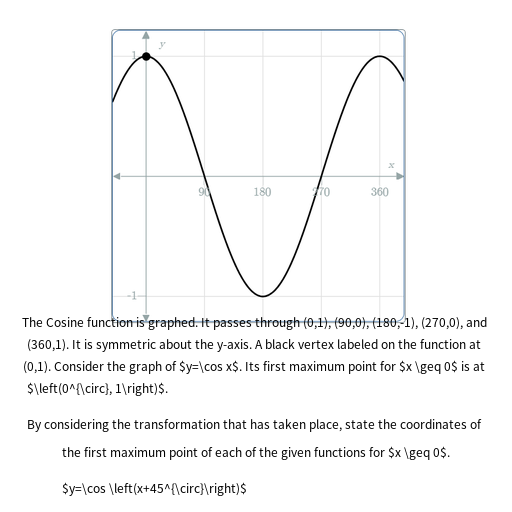 y
1
x
90 180 270 360
-1
The Cosine function is graphed. It passes through (0,1), (90,0), (180,-1), (270,0), and
(360,1). It is symmetric about the y-axis. A black vertex labeled on the function at
(0,1). Consider the graph of $y=\cos x$. Its first maximum point for $x \geq 0$ is at
$\left(0^{\circ}, 1\right)$.
By considering the transformation that has taken place, state the coordinates of
the first maximum point of each of the given functions for $x \geq 0$.
$y=\cos \left(x+45^{\circ}\right)$